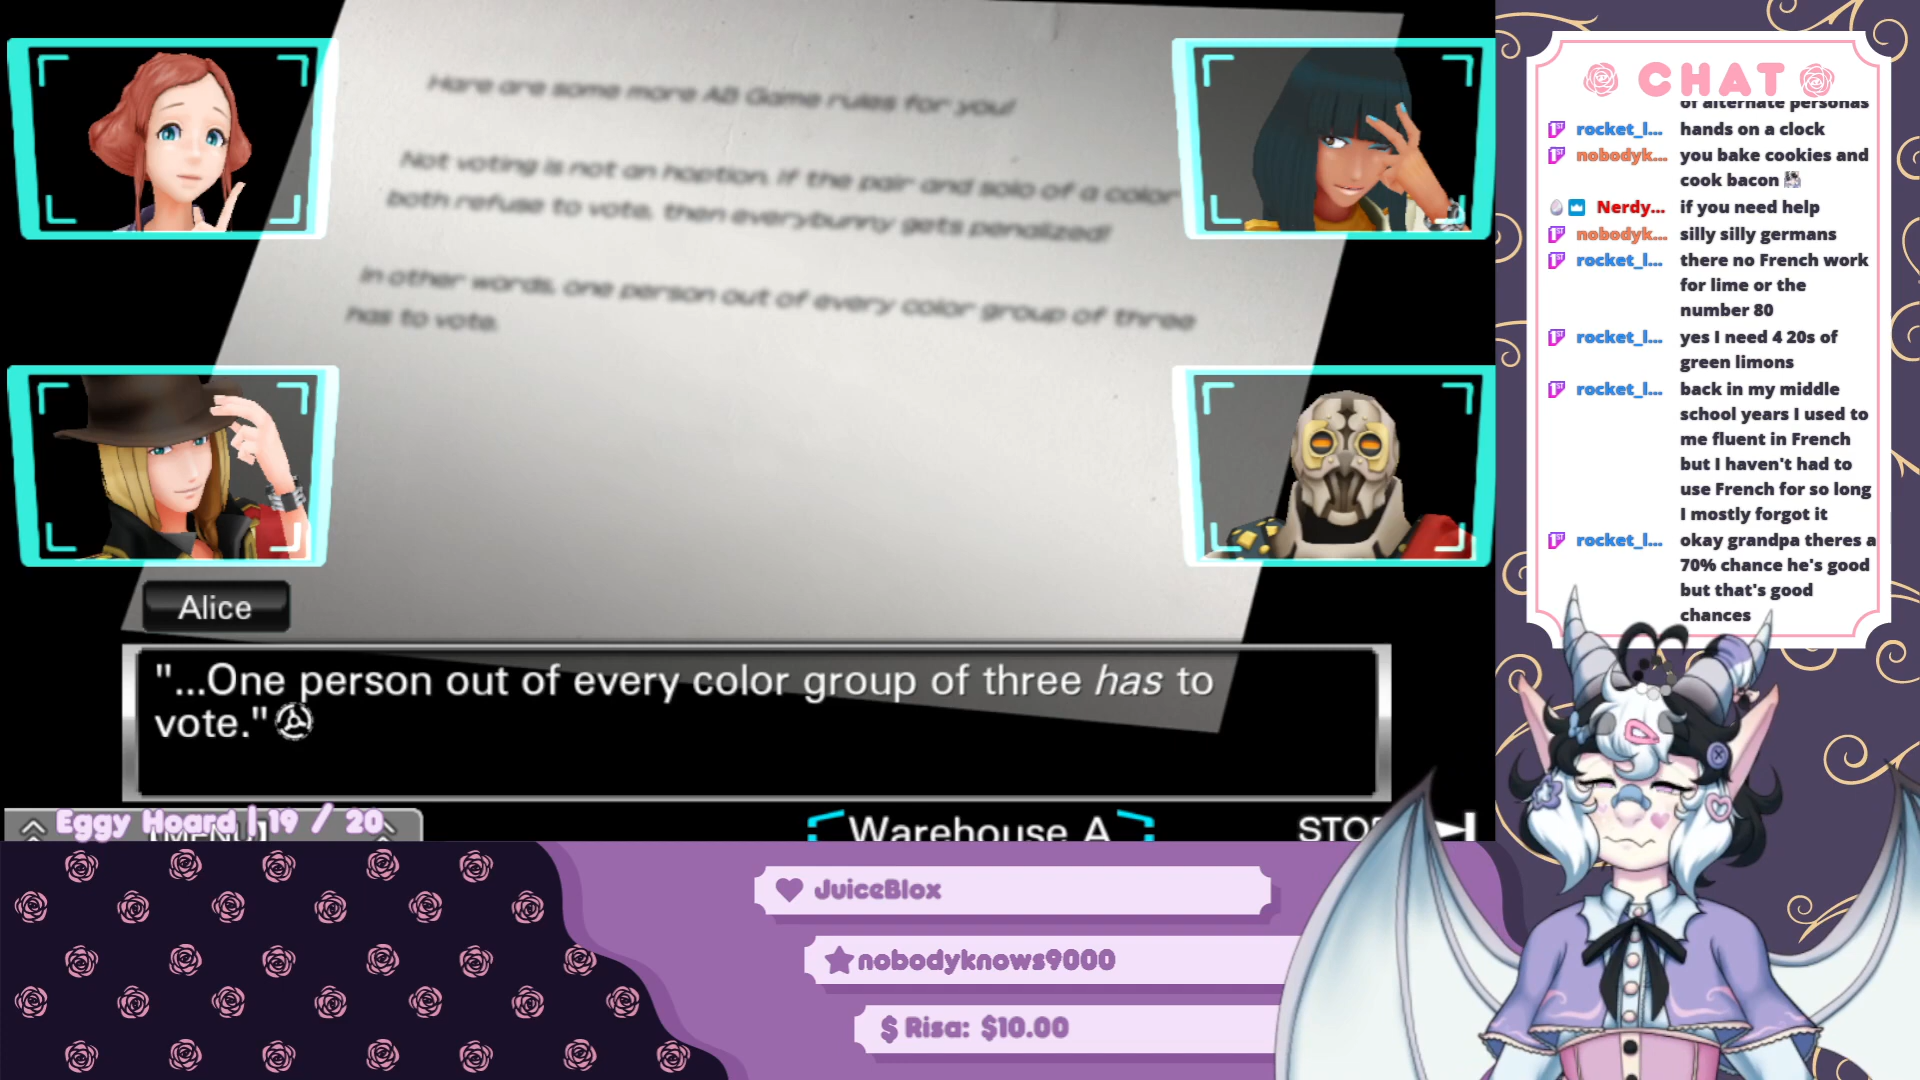 Hare are some more AB Game rules for you!
Not voting is not an hoption. If the pair and solo of a color
both refuse to vote, then everybunny gets penalized!
In other words, one person out of every color group of three
has to vote.
Alice
"...One person out of every color group of three has to
vote."
Eggy Hoard | 19 / 20
[MENU]
Warehouse A
STO
JuiceBlox
nobodyknows9000
$ Risa: $10.00
CHAT
of alternate personas
rocket_l... hands on a clock
nobodyk... you bake cookies and
cook bacon
Nerdy... if you need help
nobodyk... silly silly germans
rocket_l... there no French work
for lime or the
number 80
rocket_l... yes I need 4 20s of
green limons
rocket_l... back in my middle
school years I used to
me fluent in French
but I haven't had to
use French for so long
I mostly forgot it
rocket_l... okay grandpa theres a
70% chance he's good
but that's good
chances